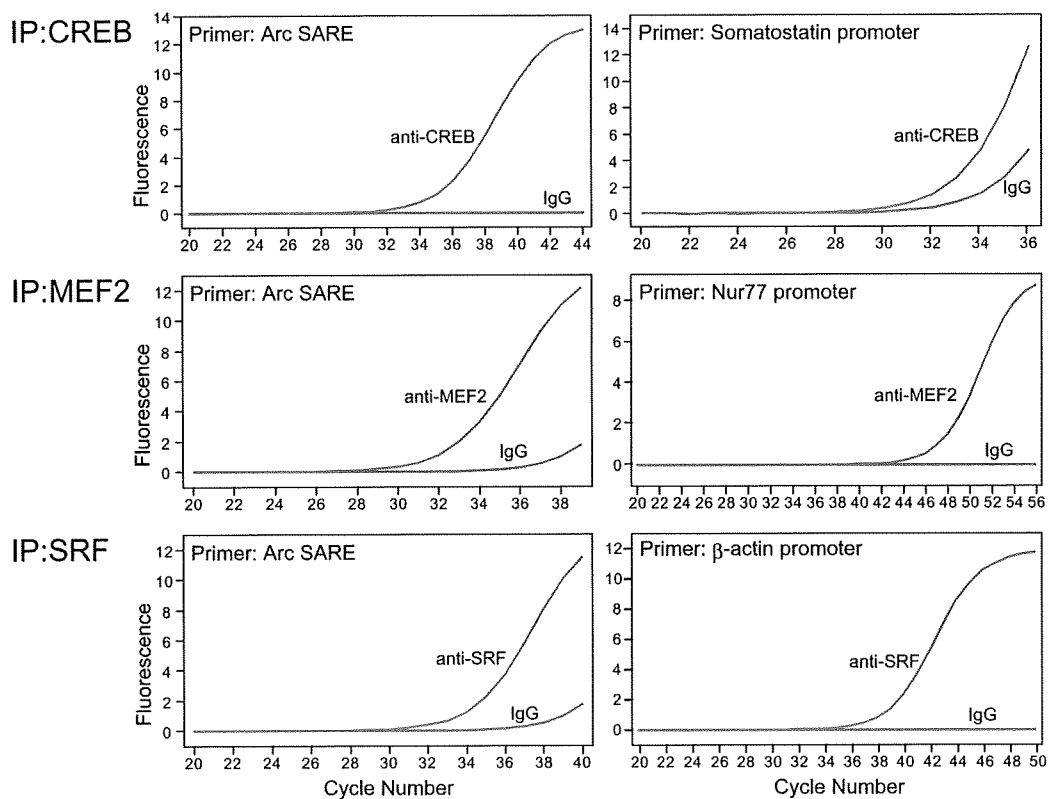 IP:CREB
Primer: Arc SARE
14
12
10
8
6
4
2
0
Fluorescence
anti-CREB
IgG
20 22 24 26 28 30 32 34 36 38 40 42 44
Primer: Somatostatin promoter
14
12
10
8
6
4
2
0
anti-CREB
IgG
20 22 24 26 28 30 32 34 36
IP:MEF2
Primer: Arc SARE
12
10
8
6
4
2
0
Fluorescence
anti-MEF2
IgG
20 22 24 26 28 30 32 34 36 38
Primer: Nur77 promoter
8
6
4
2
0
anti-MEF2
IgG
20 22 24 26 28 30 32 34 36 38 40 42 44 46 48 50 52 54 56
IP:SRF
Primer: Arc SARE
12
10
8
6
4
2
0
Fluorescence
anti-SRF
IgG
20 22 24 26 28 30 32 34 36 38 40
Cycle Number
Primer: β-actin promoter
12
10
8
6
4
2
0
anti-SRF
IgG
20 22 24 26 28 30 32 34 36 38 40 42 44 46 48 50
Cycle Number